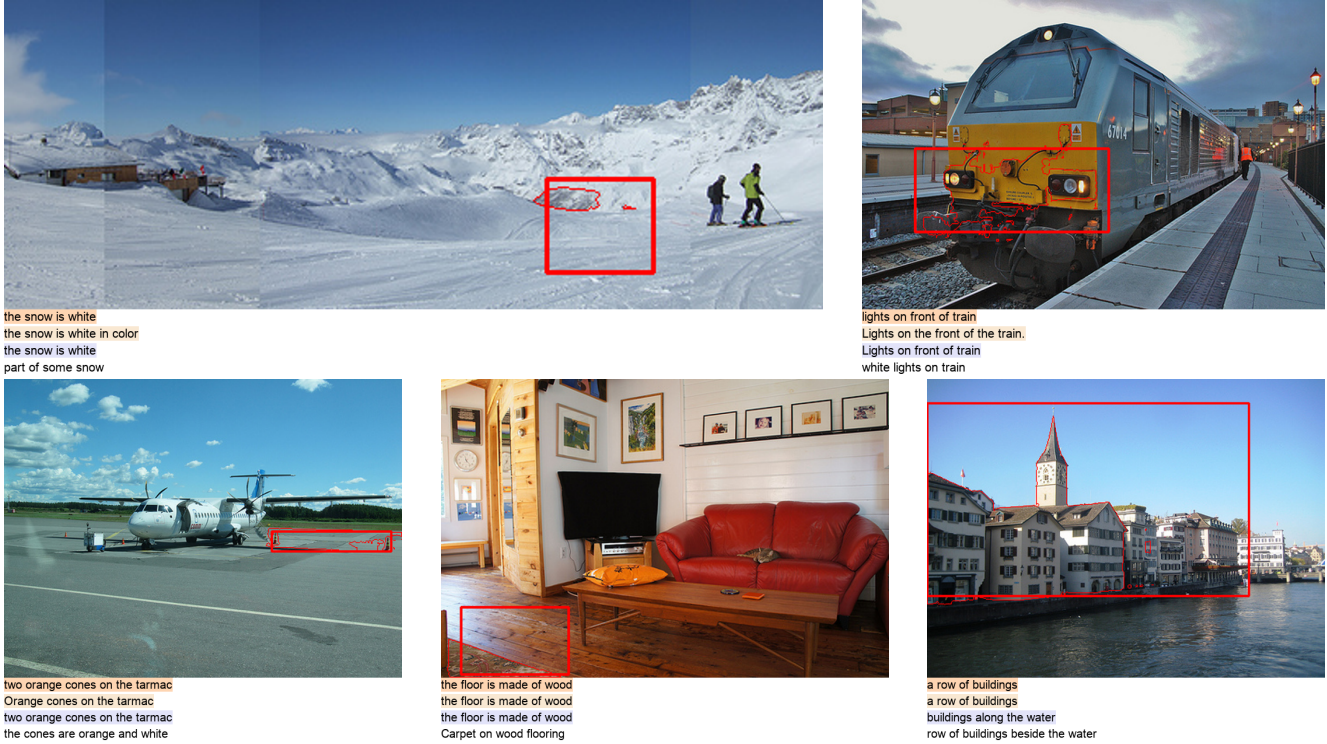 67014
the snow is white
the snow is white in color
the snow is white
part of some snow
lights on front of train
Lights on the front of the train.
Lights on front of train
white lights on train
two orange cones on the tarmac
Orange cones on the tarmac
two orange cones on the tarmac
the cones are orange and white
the floor is made of wood
the floor is made of wood
the floor is made of wood
Carpet on wood flooring
a row of buildings
a row of buildings
buildings along the water
row of buildings beside the water